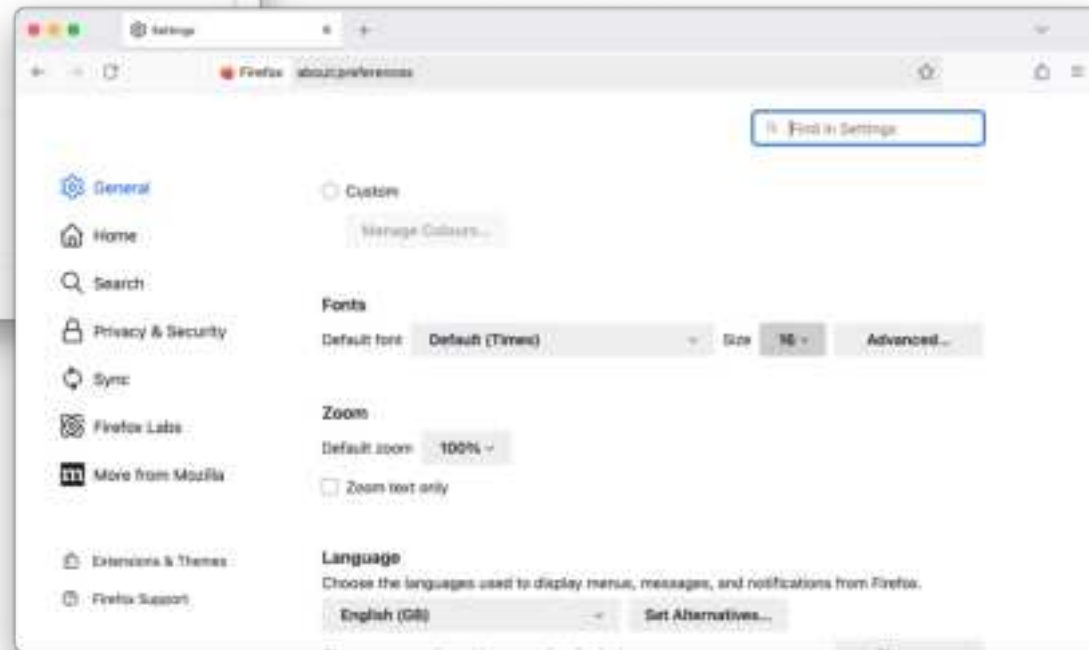 Settings
Firefox about:preferences
Find in Settings
General
Home
Search
Privacy & Security
Sync
Firefox Labs
More from Mozilla
Extensions & Themes
Firefox Support
Custom
Manage Colours...
Fonts
Default font Default (Times) Size 16 Advanced...
Zoom
Default zoom 100%
Zoom text only
Language
Choose the languages used to display menus, messages, and notifications from Firefox.
English (GB) Set Alternatives...